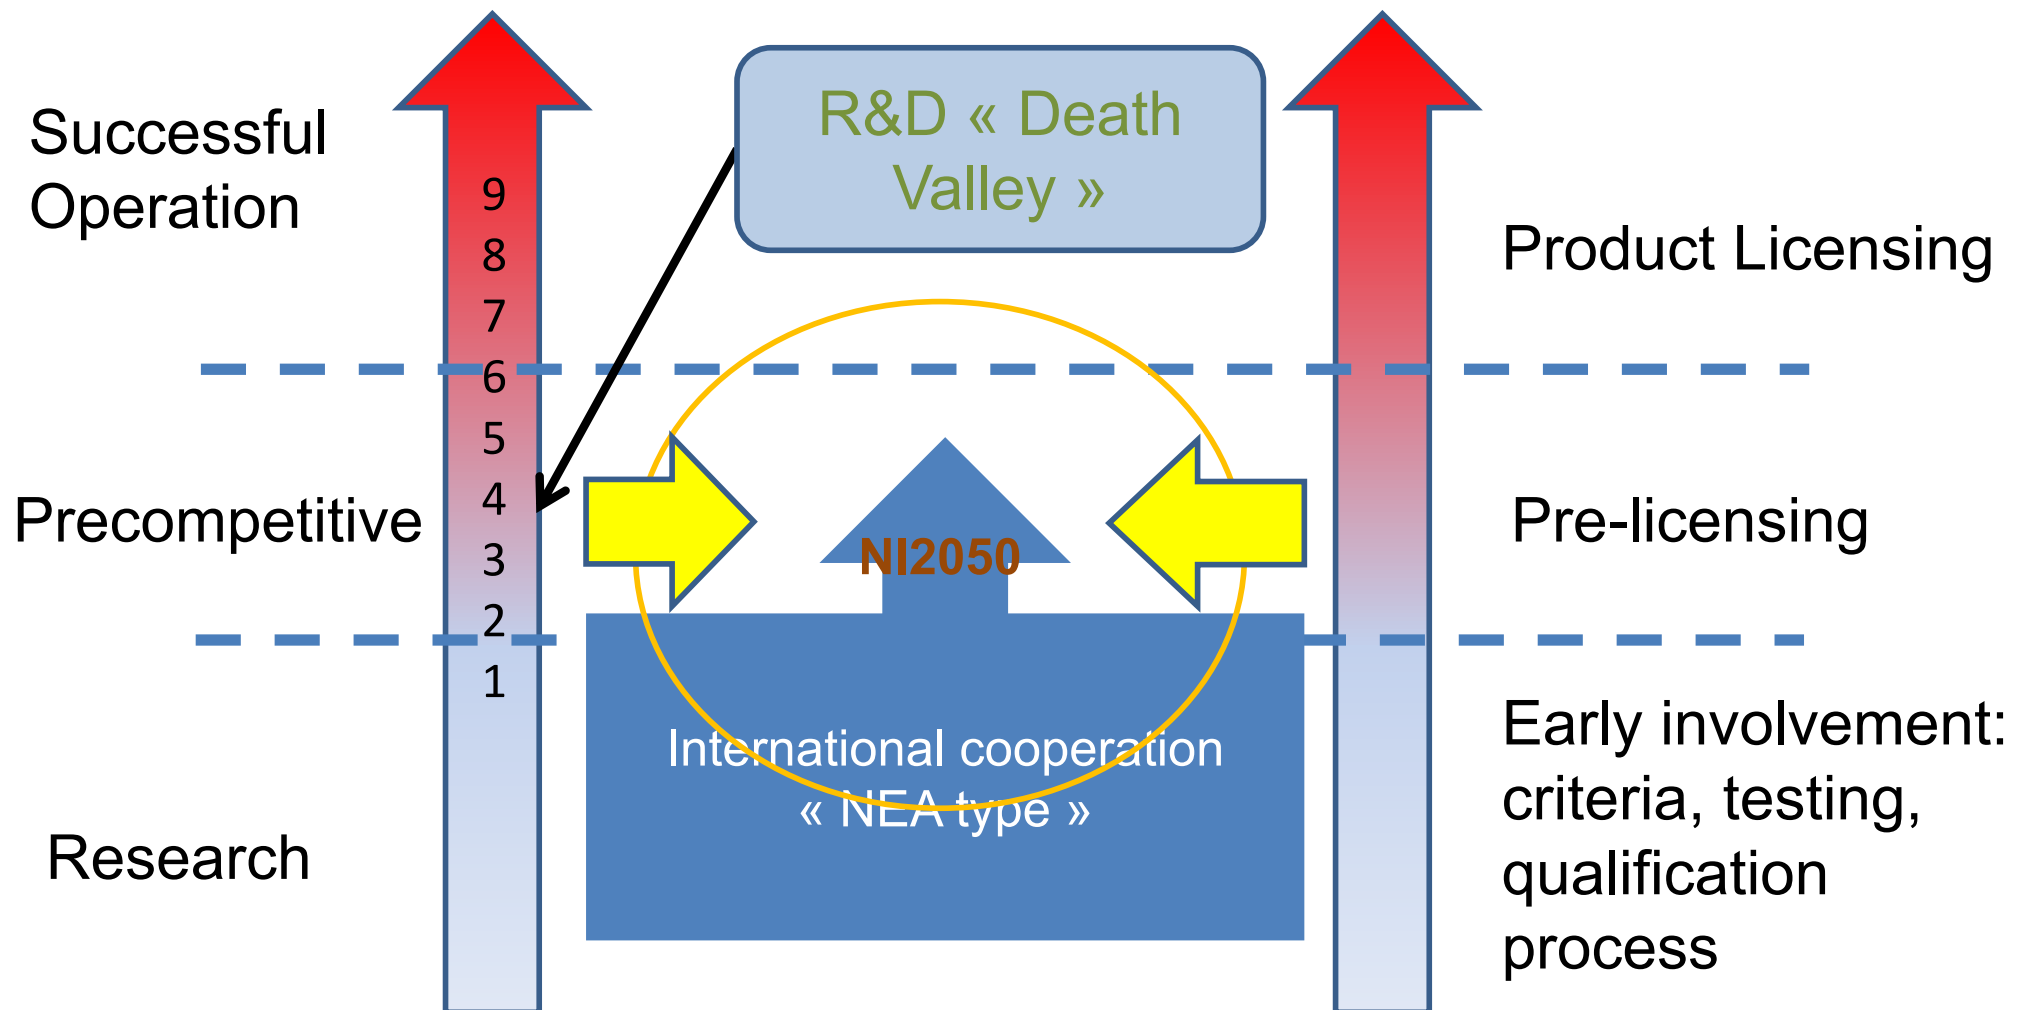 Successful
Operation
R&D « Death
Valley »
9
8
7
6
5
4
3
2
1
Product Licensing
Precompetitive
NI2050
Pre-licensing
International cooperation
« NEA type »
Research
Early involvement:
criteria, testing,
qualification
process